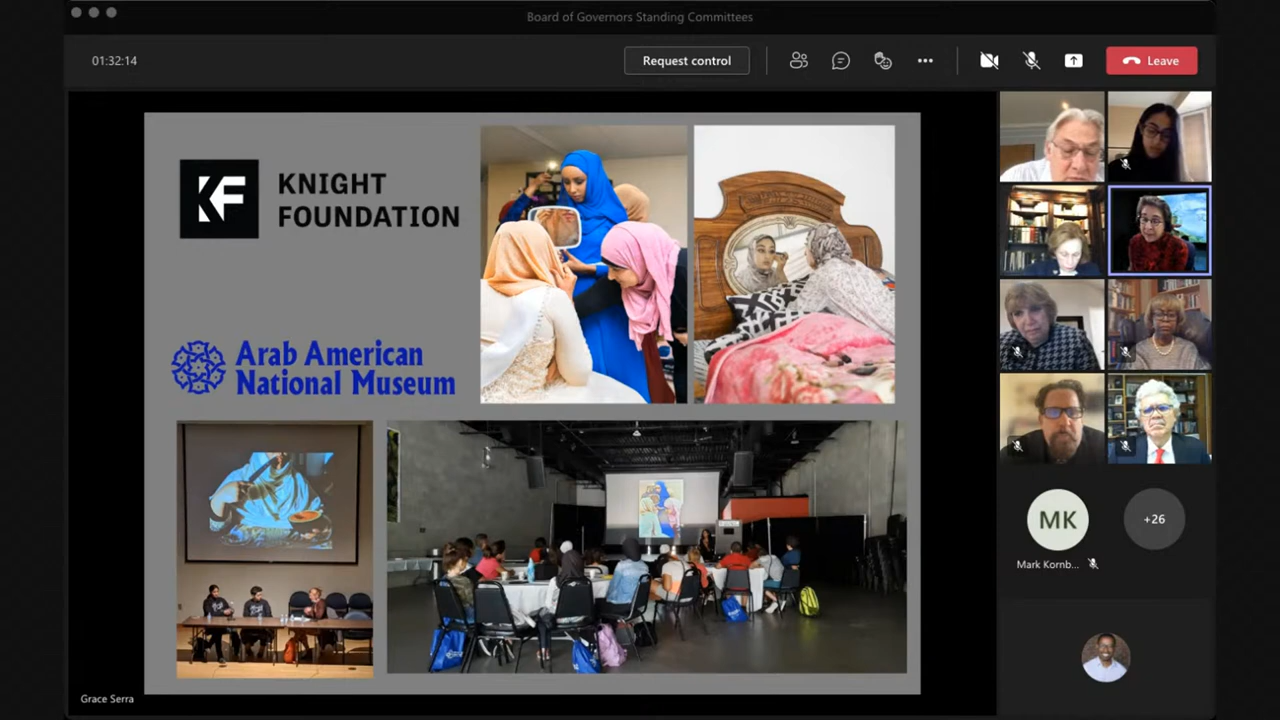 Board of Governors Standing Committees
01:32:14
Request control
Leave
KF
KNIGHT
FOUNDATION
Arab American
National Museum
MK
+26
Mark Kornb...
Grace Serra